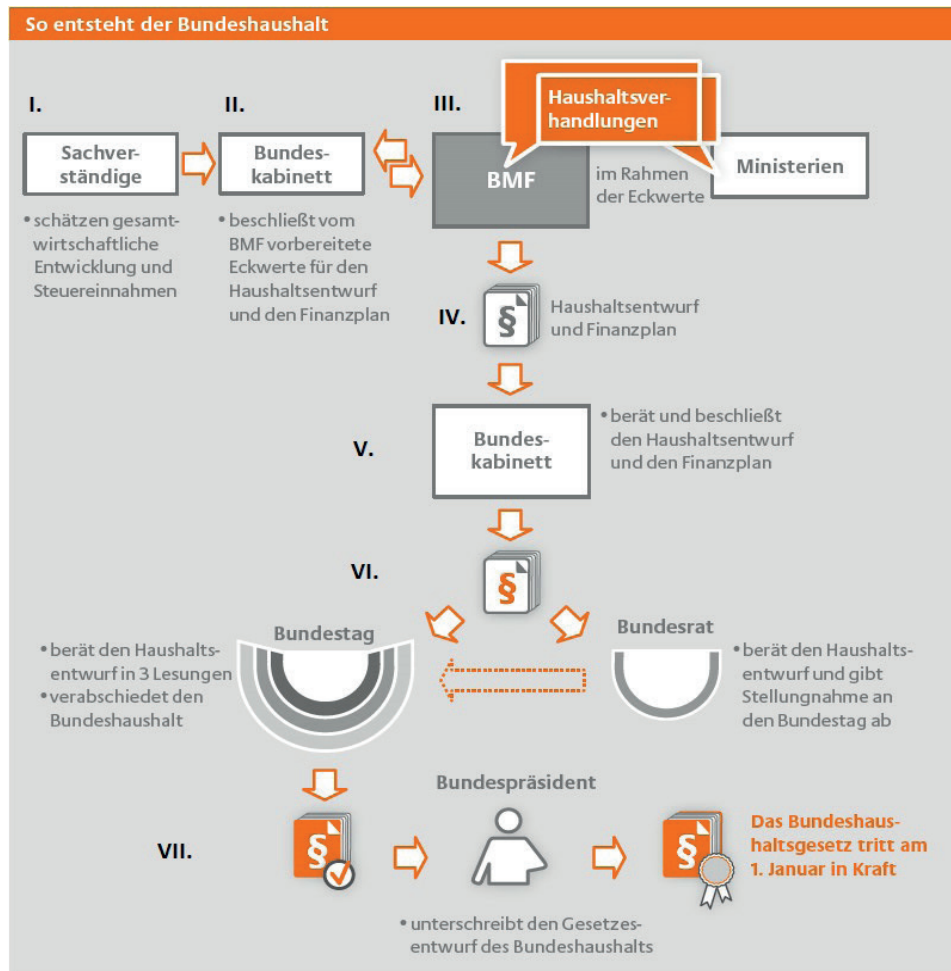 So entsteht der Bundeshaushalt
I.
II.
III.
Haushaltsver-
handlungen
Sachver-
ständige
Bundes-
kabinett
BMF
im Rahmen
der Eckwerte
Ministerien
• schätzen gesamt-
wirtschaftliche
Entwicklung und
Steuereinnahmen
• beschließt vom
BMF vorbereitete
Eckwerte für den
Haushaltsentwurf
und den Finanzplan
IV.
§
Haushaltsentwurf
und Finanzplan
V.
Bundes-
kabinett
• berät und beschließt
den Haushaltsentwurf
und den Finanzplan
VI.
§
Bundestag
Bundesrat
• berät den Haushalts-
entwurf in 3 Lesungen
• verabschiedet den
Bundeshaushalt
• berät den Haushalts-
entwurf und gibt
Stellungnahme an
den Bundestag ab
VII.
§
Bundespräsident
§
Das Bundeshaus-
haltsgesetz tritt am
1. Januar in Kraft
• unterschreibt den Gesetzes-
entwurf des Bundeshaushalts